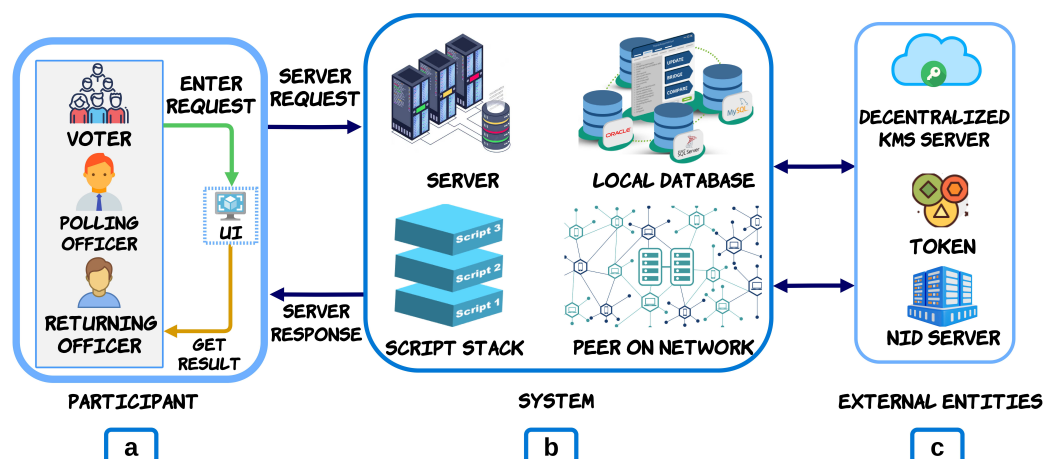 VOTER
POLLING
OFFICER
RETURNING
OFFICER
ENTER
REQUEST
UI
GET
RESULT
PARTICIPANT
a
SERVER
REQUEST
SERVER
RESPONSE
SERVER
UPDATE
BRIDGE
COMPARE
ORACLE
MySQL
SQL Server
LOCAL DATABASE
Script 3
Script 2
Script 1
SCRIPT STACK
PEER ON NETWORK
SYSTEM
b
DECENTRALIZED
KMS SERVER
TOKEN
NID SERVER
EXTERNAL ENTITIES
c